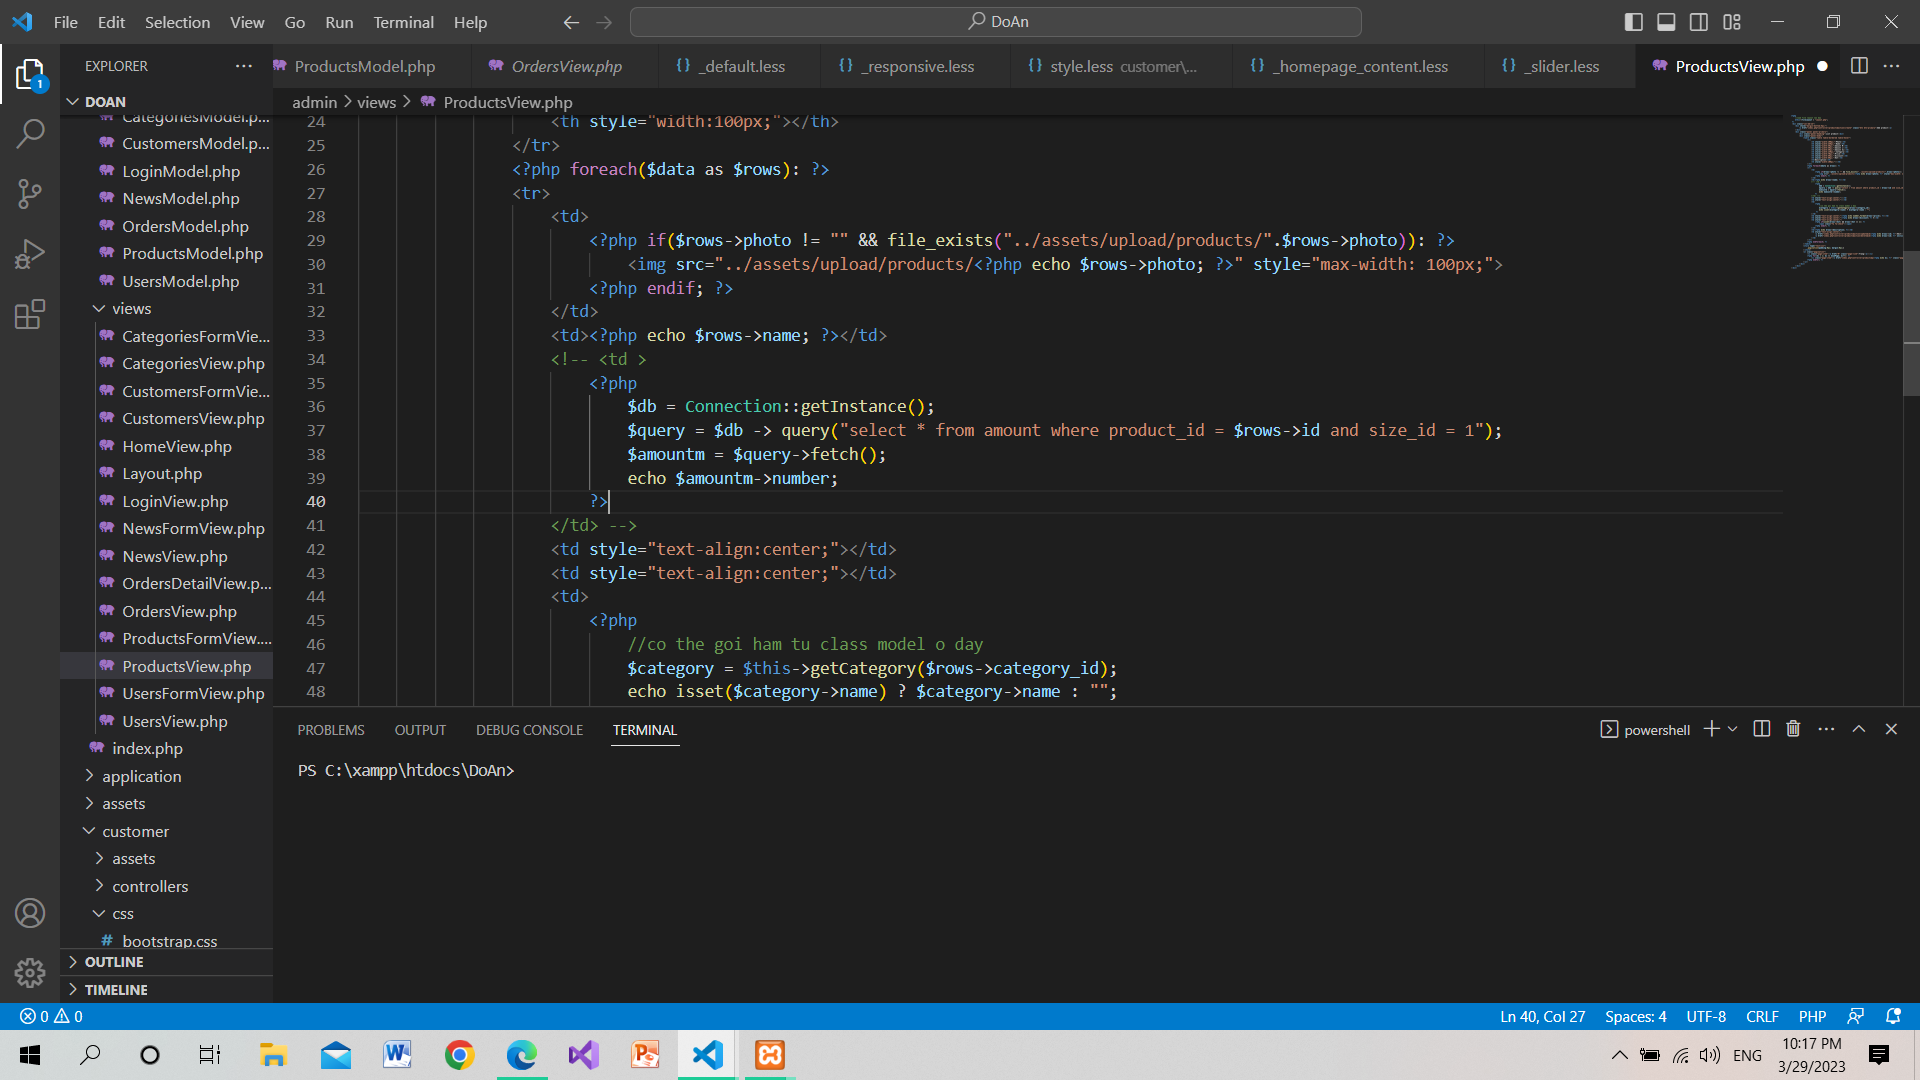 File Edit Selection View Go Run Terminal Help
DoAn
EXPLORER
ProductsModel.php OrdersView.php _default.less _responsive.less style.less customer\... _homepage_content.less _slider.less ProductsView.php
DOAN
CategoriesModel.p...
CustomersModel.p...
LoginModel.php
NewsModel.php
OrdersModel.php
ProductsModel.php
UsersModel.php
views
CategoriesFormVie...
CategoriesView.php
CustomersFormVie...
CustomersView.php
HomeView.php
Layout.php
LoginView.php
NewsFormView.php
NewsView.php
OrdersDetailView.p...
OrdersView.php
ProductsFormView....
ProductsView.php
UsersFormView.php
UsersView.php
index.php
application
assets
customer
assets
controllers
css
# bootstrap.css
OUTLINE
TIMELINE
admin > views > ProductsView.php
24 <th style="width:100px;"></th>
25 </tr>
26 <?php foreach($data as $rows): ?>
27 <tr>
28 <td>
29 <?php if($rows->photo != "" && file_exists("../assets/upload/products/".$rows->photo)): ?>
30 <img src="../assets/upload/products/<?php echo $rows->photo; ?>" style="max-width: 100px;">
31 <?php endif; ?>
32 </td>
33 <td><?php echo $rows->name; ?></td>
34 <!-- <td >
35 <?php
36 $db = Connection::getInstance();
37 $query = $db -> query("select * from amount where product_id = $rows->id and size_id = 1");
38 $amountm = $query->fetch();
39 echo $amountm->number;
40 ?>
41 </td> -->
42 <td style="text-align:center;"></td>
43 <td style="text-align:center;"></td>
44 <td>
45 <?php
46 //co the goi ham tu class model o day
47 $category = $this->getCategory($rows->category_id);
48 echo isset($category->name) ? $category->name : "";
PROBLEMS OUTPUT DEBUG CONSOLE TERMINAL
powershell
PS C:\xampp\htdocs\DoAn>
1
0 0
Ln 40, Col 27 Spaces: 4 UTF-8 CRLF PHP
ENG
10:17 PM
3/29/2023